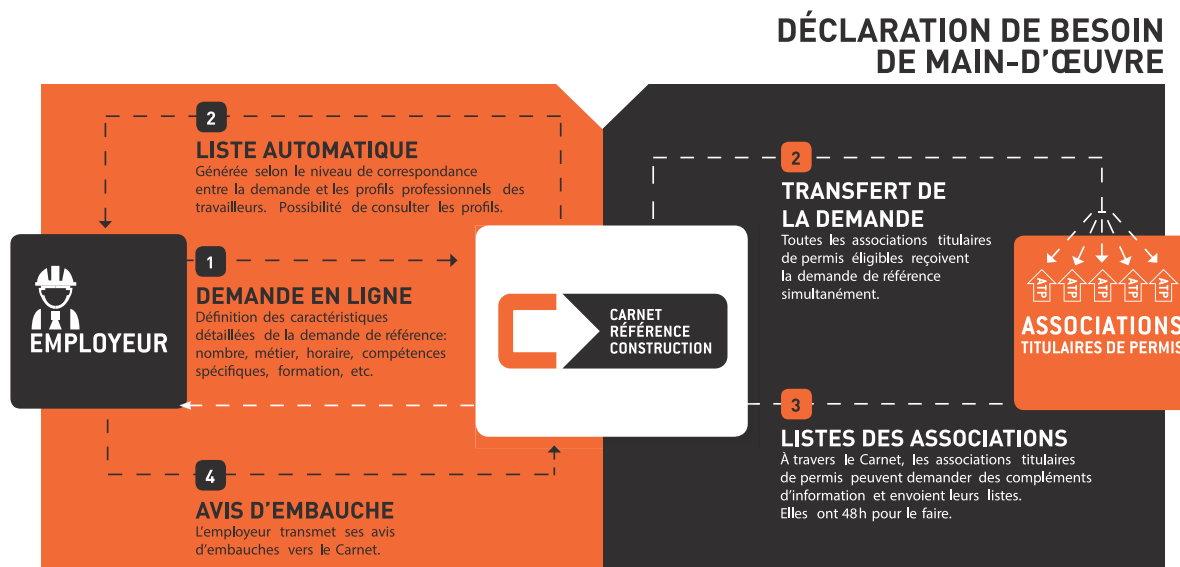 DÉCLARATION DE BESOIN
DE MAIN-D'ŒUVRE
2
LISTE AUTOMATIQUE
Générée selon le niveau de correspondance
entre la demande et les profils professionnels des
travailleurs. Possibilité de consulter les profils.
1
DEMANDE EN LIGNE
Définition des caractéristiques
détaillées de la demande de référence:
nombre, métier, horaire, compétences
spécifiques, formation, etc.
EMPLOYEUR
4
AVIS D'EMBAUCHE
L'employeur transmet ses avis
d'embauches vers le Carnet.
CARNET
RÉFÉRENCE
CONSTRUCTION
2
TRANSFERT DE
LA DEMANDE
Toutes les associations titulaires
de permis éligibles reçoivent
la demande de référence
simultanément.
ATP ATP ATP ATP ATP
ASSOCIATIONS
TITULAIRES DE PERMIS
3
LISTES DES ASSOCIATIONS
À travers le Carnet, les associations titulaires
de permis peuvent demander des compléments
d'information et envoient leurs listes.
Elles ont 48h pour le faire.